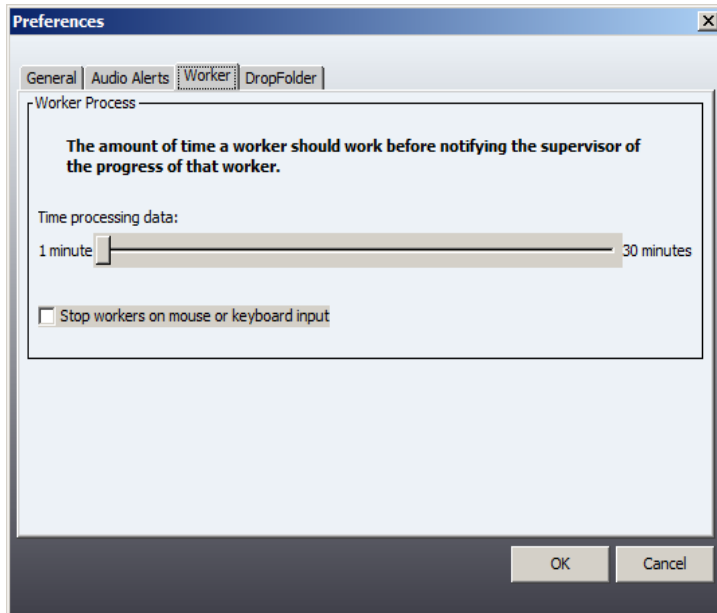 Preferences
General
Audio Alerts
Worker
DropFolder
Worker Process
The amount of time a worker should work before notifying the supervisor of
the progress of that worker.
Time processing data:
1 minute
30 minutes
Stop workers on mouse or keyboard input
OK
Cancel